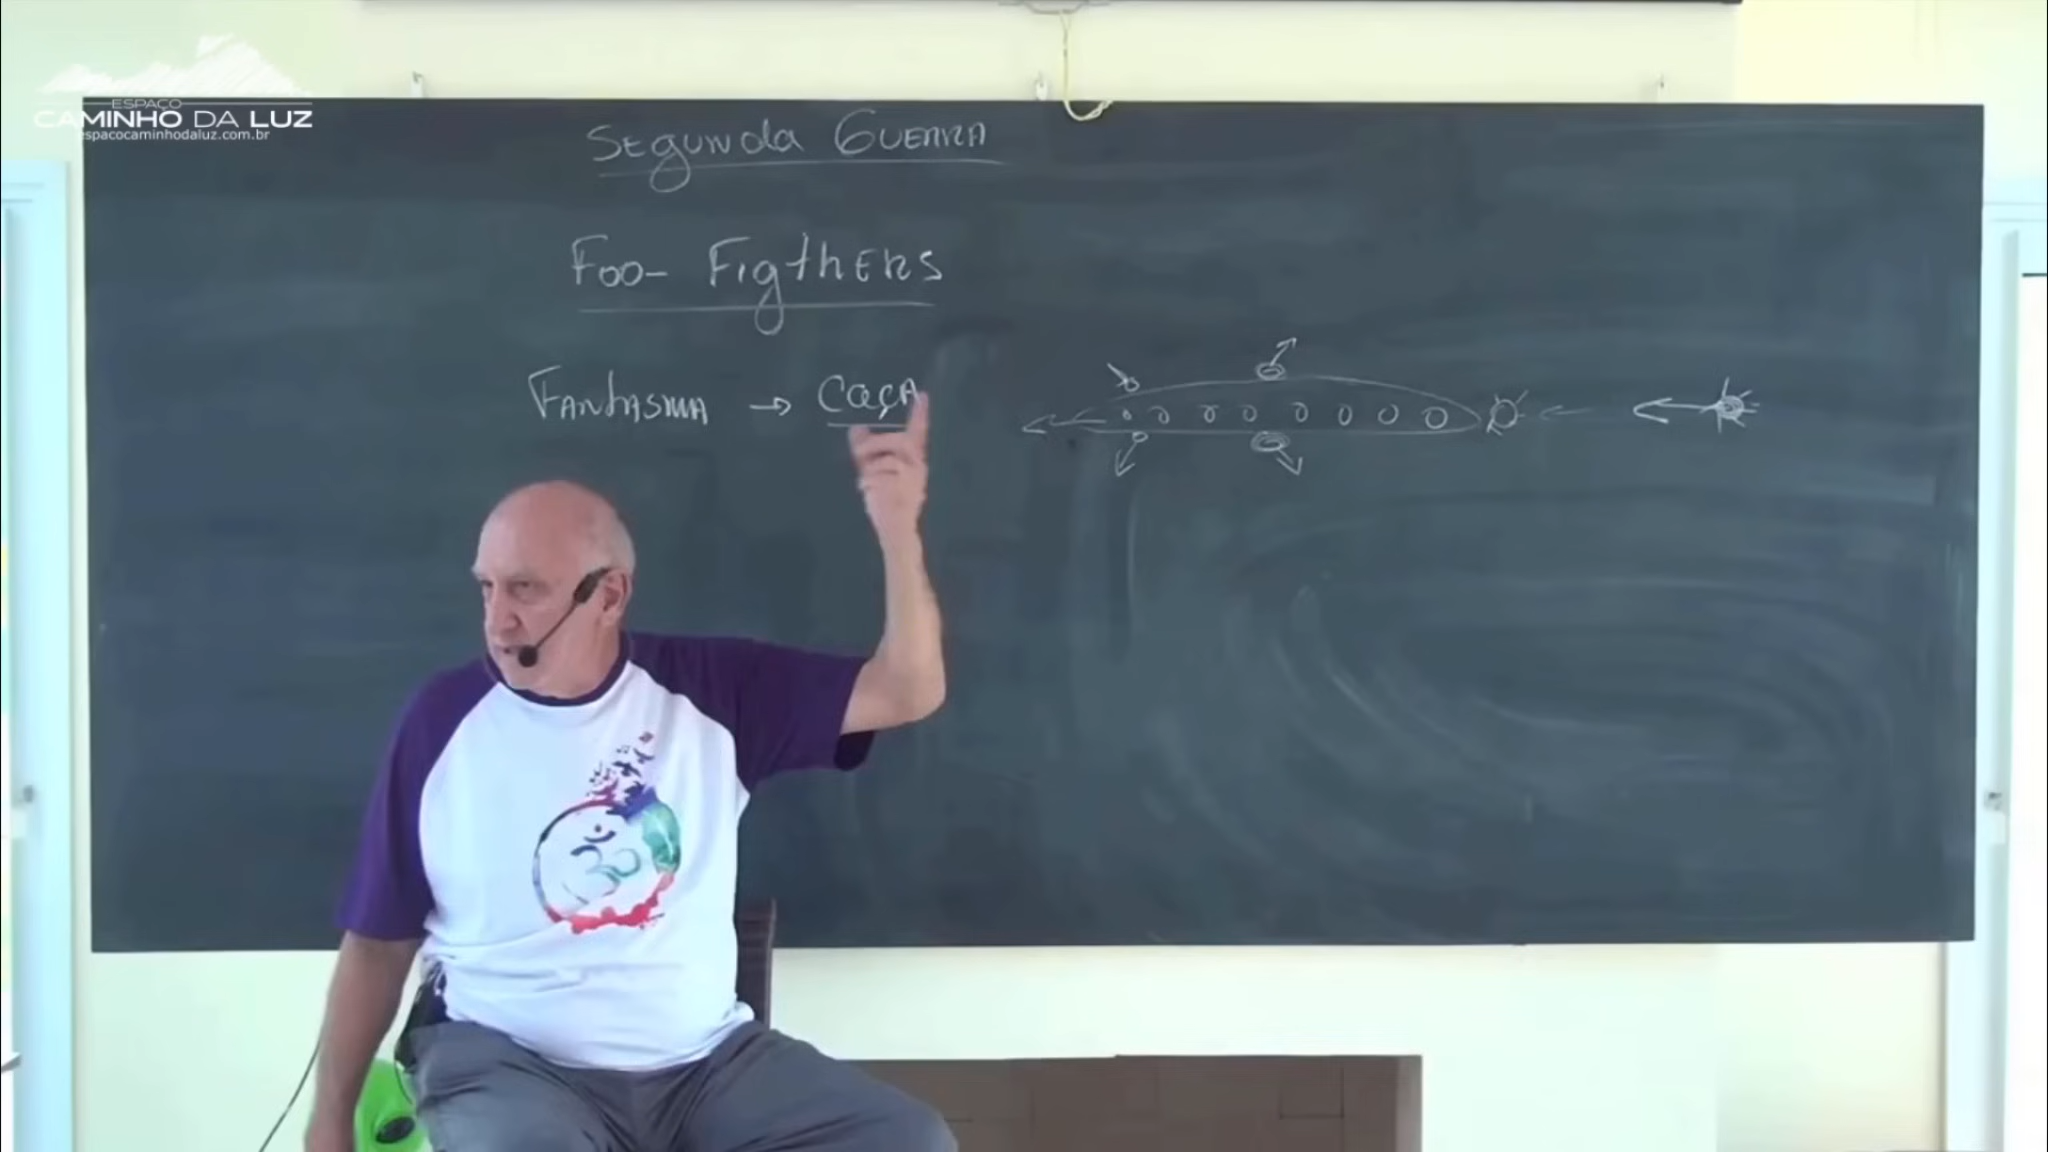 ESPAÇO
CAMINHO DA LUZ
espacocaminhodaluz.com.br
Segunda Guerra
Foo- Figthers
Fantasma → Caça